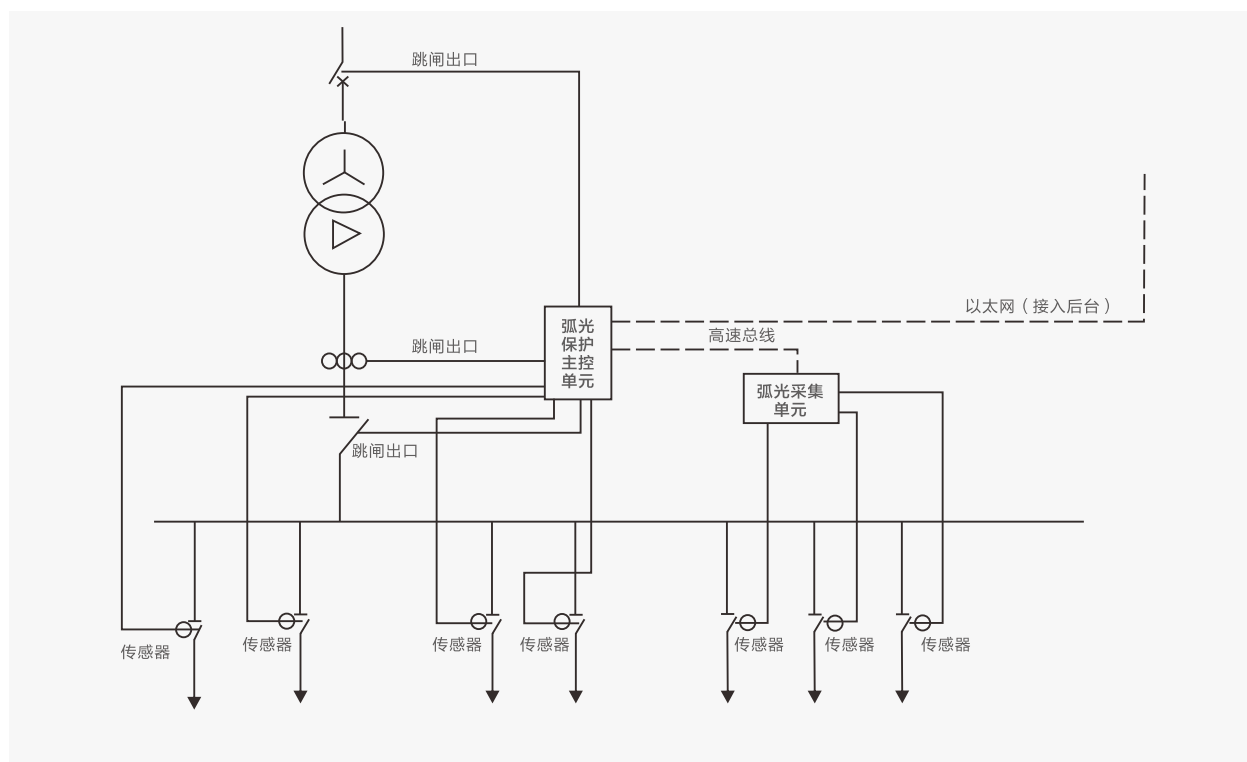 跳闸出口
以太网（接入后台）
弧光
保护
主控
单元
高速总线
跳闸出口
弧光采集
单元
跳闸出口
传感器
传感器
传感器
传感器
传感器
传感器
传感器